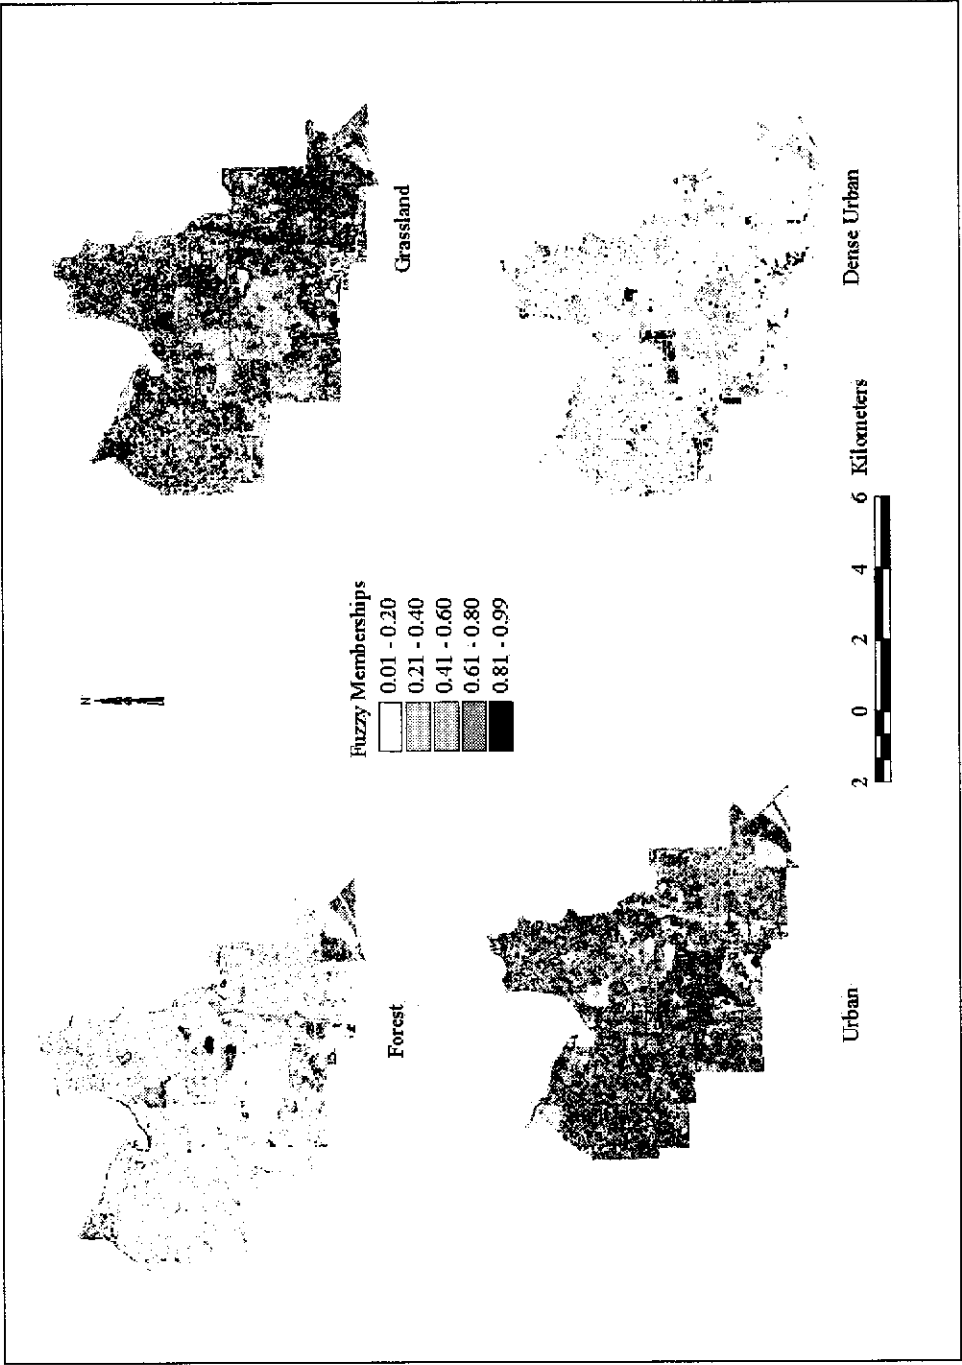 Grassland
Dense Urban
N
Fuzzy Memberships
0.01 - 0.20
0.21 - 0.40
0.41 - 0.60
0.61 - 0.80
0.81 - 0.99
Forest
Urban
2 0 2 4 6 Kilometers